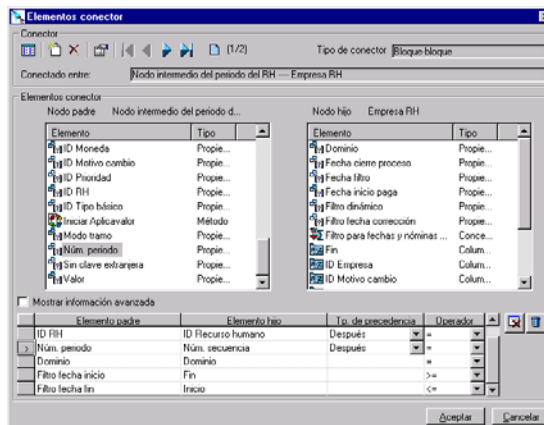 Elementos conector
Conector
(1/2)
Tipo de conector Bloque-bloque
Conectado entre: Nodo intermedio del periodo del RH --- Empresa RH
Elementos conector
Nodo padre Nodo intermedio del periodo d... Nodo hijo Empresa RH
Elemento Tipo Elemento Tipo
ID Moneda Propie... Dominio Propie...
ID Motivo cambio Propie... Fecha cierre proceso Propie...
ID Prioridad Propie... Fecha filtro Propie...
ID RH Propie... Fecha inicio paga Propie...
ID Tipo básico Propie... Filtro dinámico Propie...
Iniciar Aplicavalor Método Filtro fecha corrección Propie...
Modo tramo Propie... Filtro para fechas y nóminas ... Conce...
Núm. periodo Propie... Fin Colum...
Sin clave extranjera Propie... ID Empresa Colum...
Valor Propie... ID Motivo cambio Colum...
Mostrar información avanzada
Elemento padre Elemento hijo Tp. de precedencia Operador
ID RH ID Recurso humano Después =
Núm. periodo Núm. secuencia Después =
Dominio Dominio =
Filtro fecha inicio Fin >=
Filtro fecha fin Inicio <=
Aceptar Cancelar